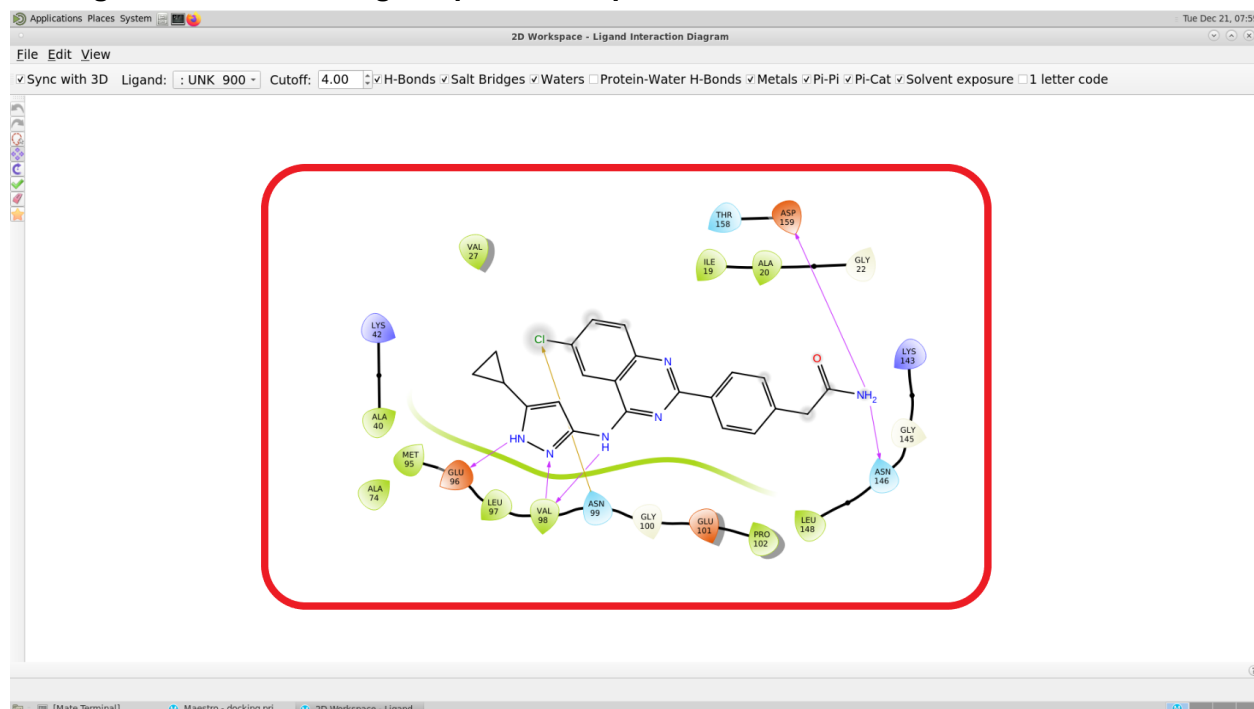 Applications Places System
Tue Dec 21, 07:5
2D Workspace - Ligand Interaction Diagram
File Edit View
Sync with 3D Ligand: : UNK 900 Cutoff: 4.00 H-Bonds Salt Bridges Waters Protein-Water H-Bonds Metals Pi-Pi Pi-Cat Solvent exposure 1 letter code
THR
158
ASP
159
VAL
27
ILE
19
ALA
20
GLY
22
LYS
42
Cl
LYS
143
N
O
NH2
ALA
40
N
GLY
145
HN
N
N
H
MET
95
GLU
96
ASN
146
ALA
74
LEU
97
VAL
98
ASN
99
GLY
100
GLU
101
PRO
102
LEU
148
[Mate Terminal]
Maestro - docking pri
2D Workspace - Ligand